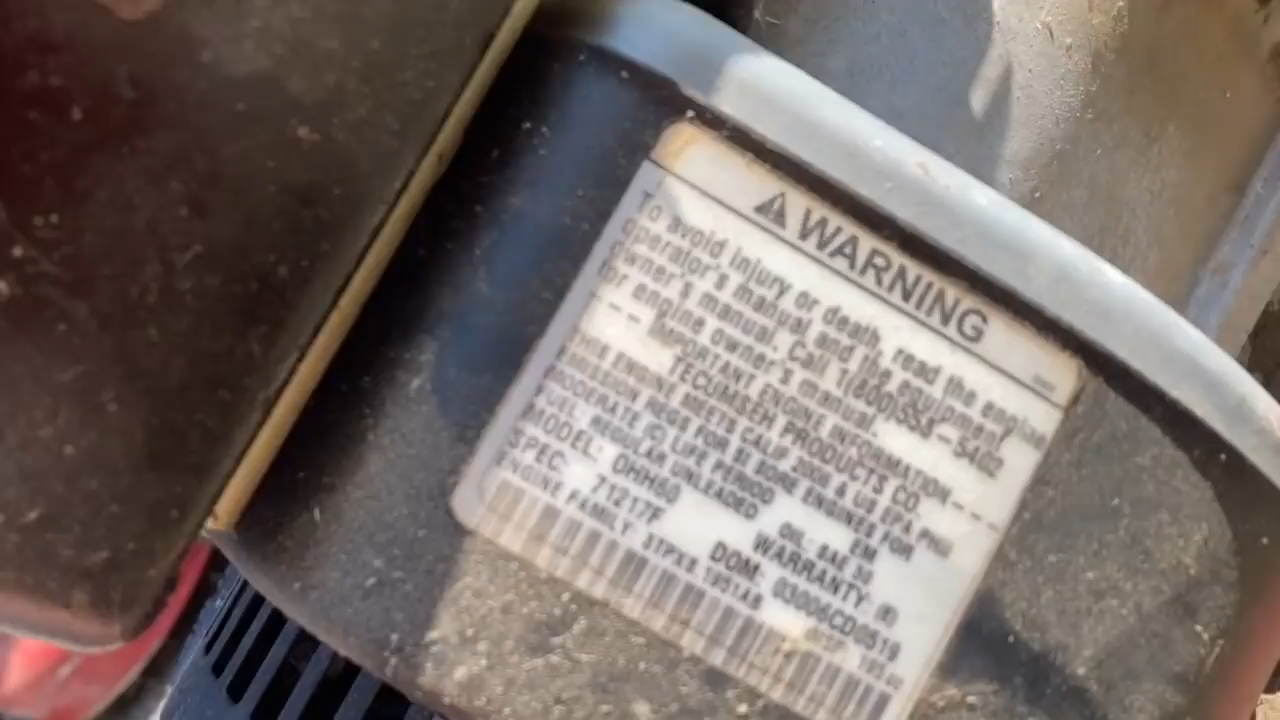 WARNING
To avoid injury or death, read the engine
operator's manual and the equipment
owner's manual. Call 1(800)558-5402
for engine owner's manual.
-- IMPORTANT ENGINE INFORMATION --
TECUMSEH PRODUCTS CO.
THIS ENGINE MEETS CALIF. & US EPA PH
EMISSION REGS FOR SI SORE ENGINES FOR
MODERATE LIFE PERIOD
FUEL: REGULAR UNLEADED OIL: SAE 30
MODEL: OHH60 WARRANTY:
SPEC. 71217F DOM: 03006CD0519
ENGINE FAMILY: